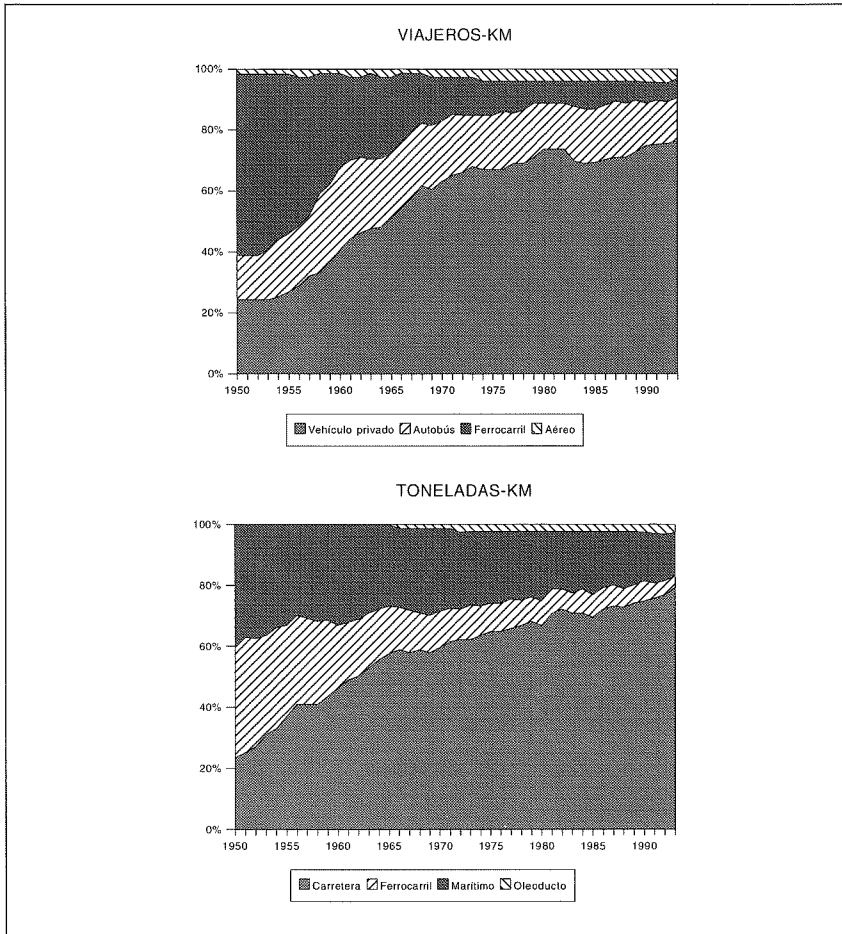 VIAJEROS-KM
100%
80%
60%
40%
20%
0%
1950 1955 1960 1965 1970 1975 1980 1985 1990
Vehículo privado Autobús Ferrocarril Aéreo
TONELADAS-KM
100%
80%
60%
40%
20%
0%
1950 1955 1960 1965 1970 1975 1980 1985 1990
Carretera Ferrocarril Marítimo Oleoducto